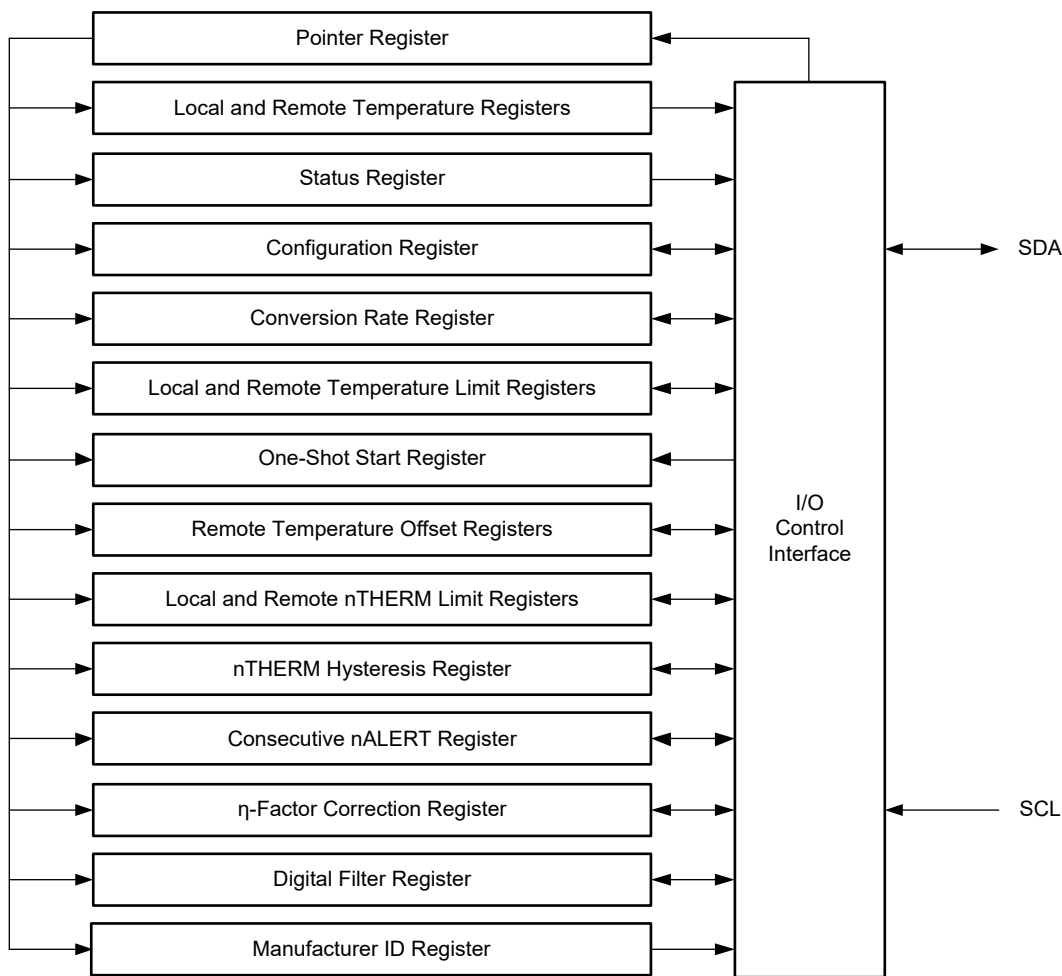 Pointer Register
Local and Remote Temperature Registers
Status Register
Configuration Register
SDA
Conversion Rate Register
Local and Remote Temperature Limit Registers
One-Shot Start Register
I/O
Control
Interface
Remote Temperature Offset Registers
Local and Remote nTHERM Limit Registers
nTHERM Hysteresis Register
Consecutive nALERT Register
η-Factor Correction Register
SCL
Digital Filter Register
Manufacturer ID Register